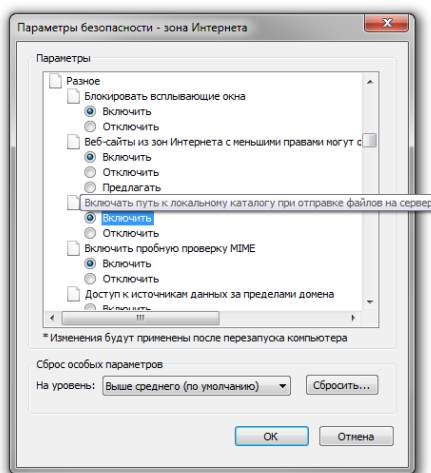 Параметры безопасности - зона Интернета
Параметры
Разное
Блокировать всплывающие окна
Включить
Отключить
Веб-сайты из зон Интернета с меньшими правами могут о
Включить
Отключить
Предлагать
Включать путь к локальному каталогу при отправке файлов на сервер
Включить
Отключить
Включить пробную проверку MIME
Включить
Отключить
Доступ к источникам данных за пределами домена
Включить
* Изменения будут применены после перезапуска компьютера
Сброс особых параметров
На уровень: Выше среднего (по умолчанию) Сбросить...
ОК Отмена